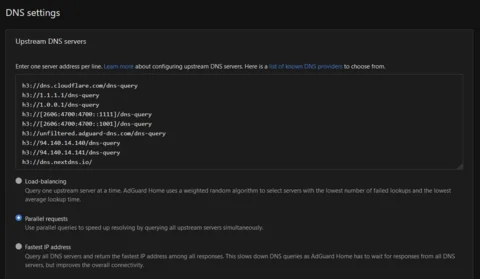 DNS settings
Upstream DNS servers
Enter one server address per line. Learn more about configuring upstream DNS servers. Here is a list of known DNS providers to choose from.
h3://dns.cloudflare.com/dns-query
h3://1.1.1.1/dns-query
h3://1.0.0.1/dns-query
h3://[2606:4700:4700::1111]/dns-query
h3://[2606:4700:4700::1001]/dns-query
h3://unfiltered.adguard-dns.com/dns-query
h3://94.140.14.140/dns-query
h3://94.140.14.141/dns-query
h3://dns.nextdns.io/
Load-balancing
Query one upstream server at a time. AdGuard Home uses a weighted random algorithm to select servers with the lowest number of failed lookups and the lowest
average lookup time.
Parallel requests
Use parallel queries to speed up resolving by querying all upstream servers simultaneously.
Fastest IP address
Query all DNS servers and return the fastest IP address among all responses. This slows down DNS queries as AdGuard Home has to wait for responses from all DNS
servers, but improves the overall connectivity.